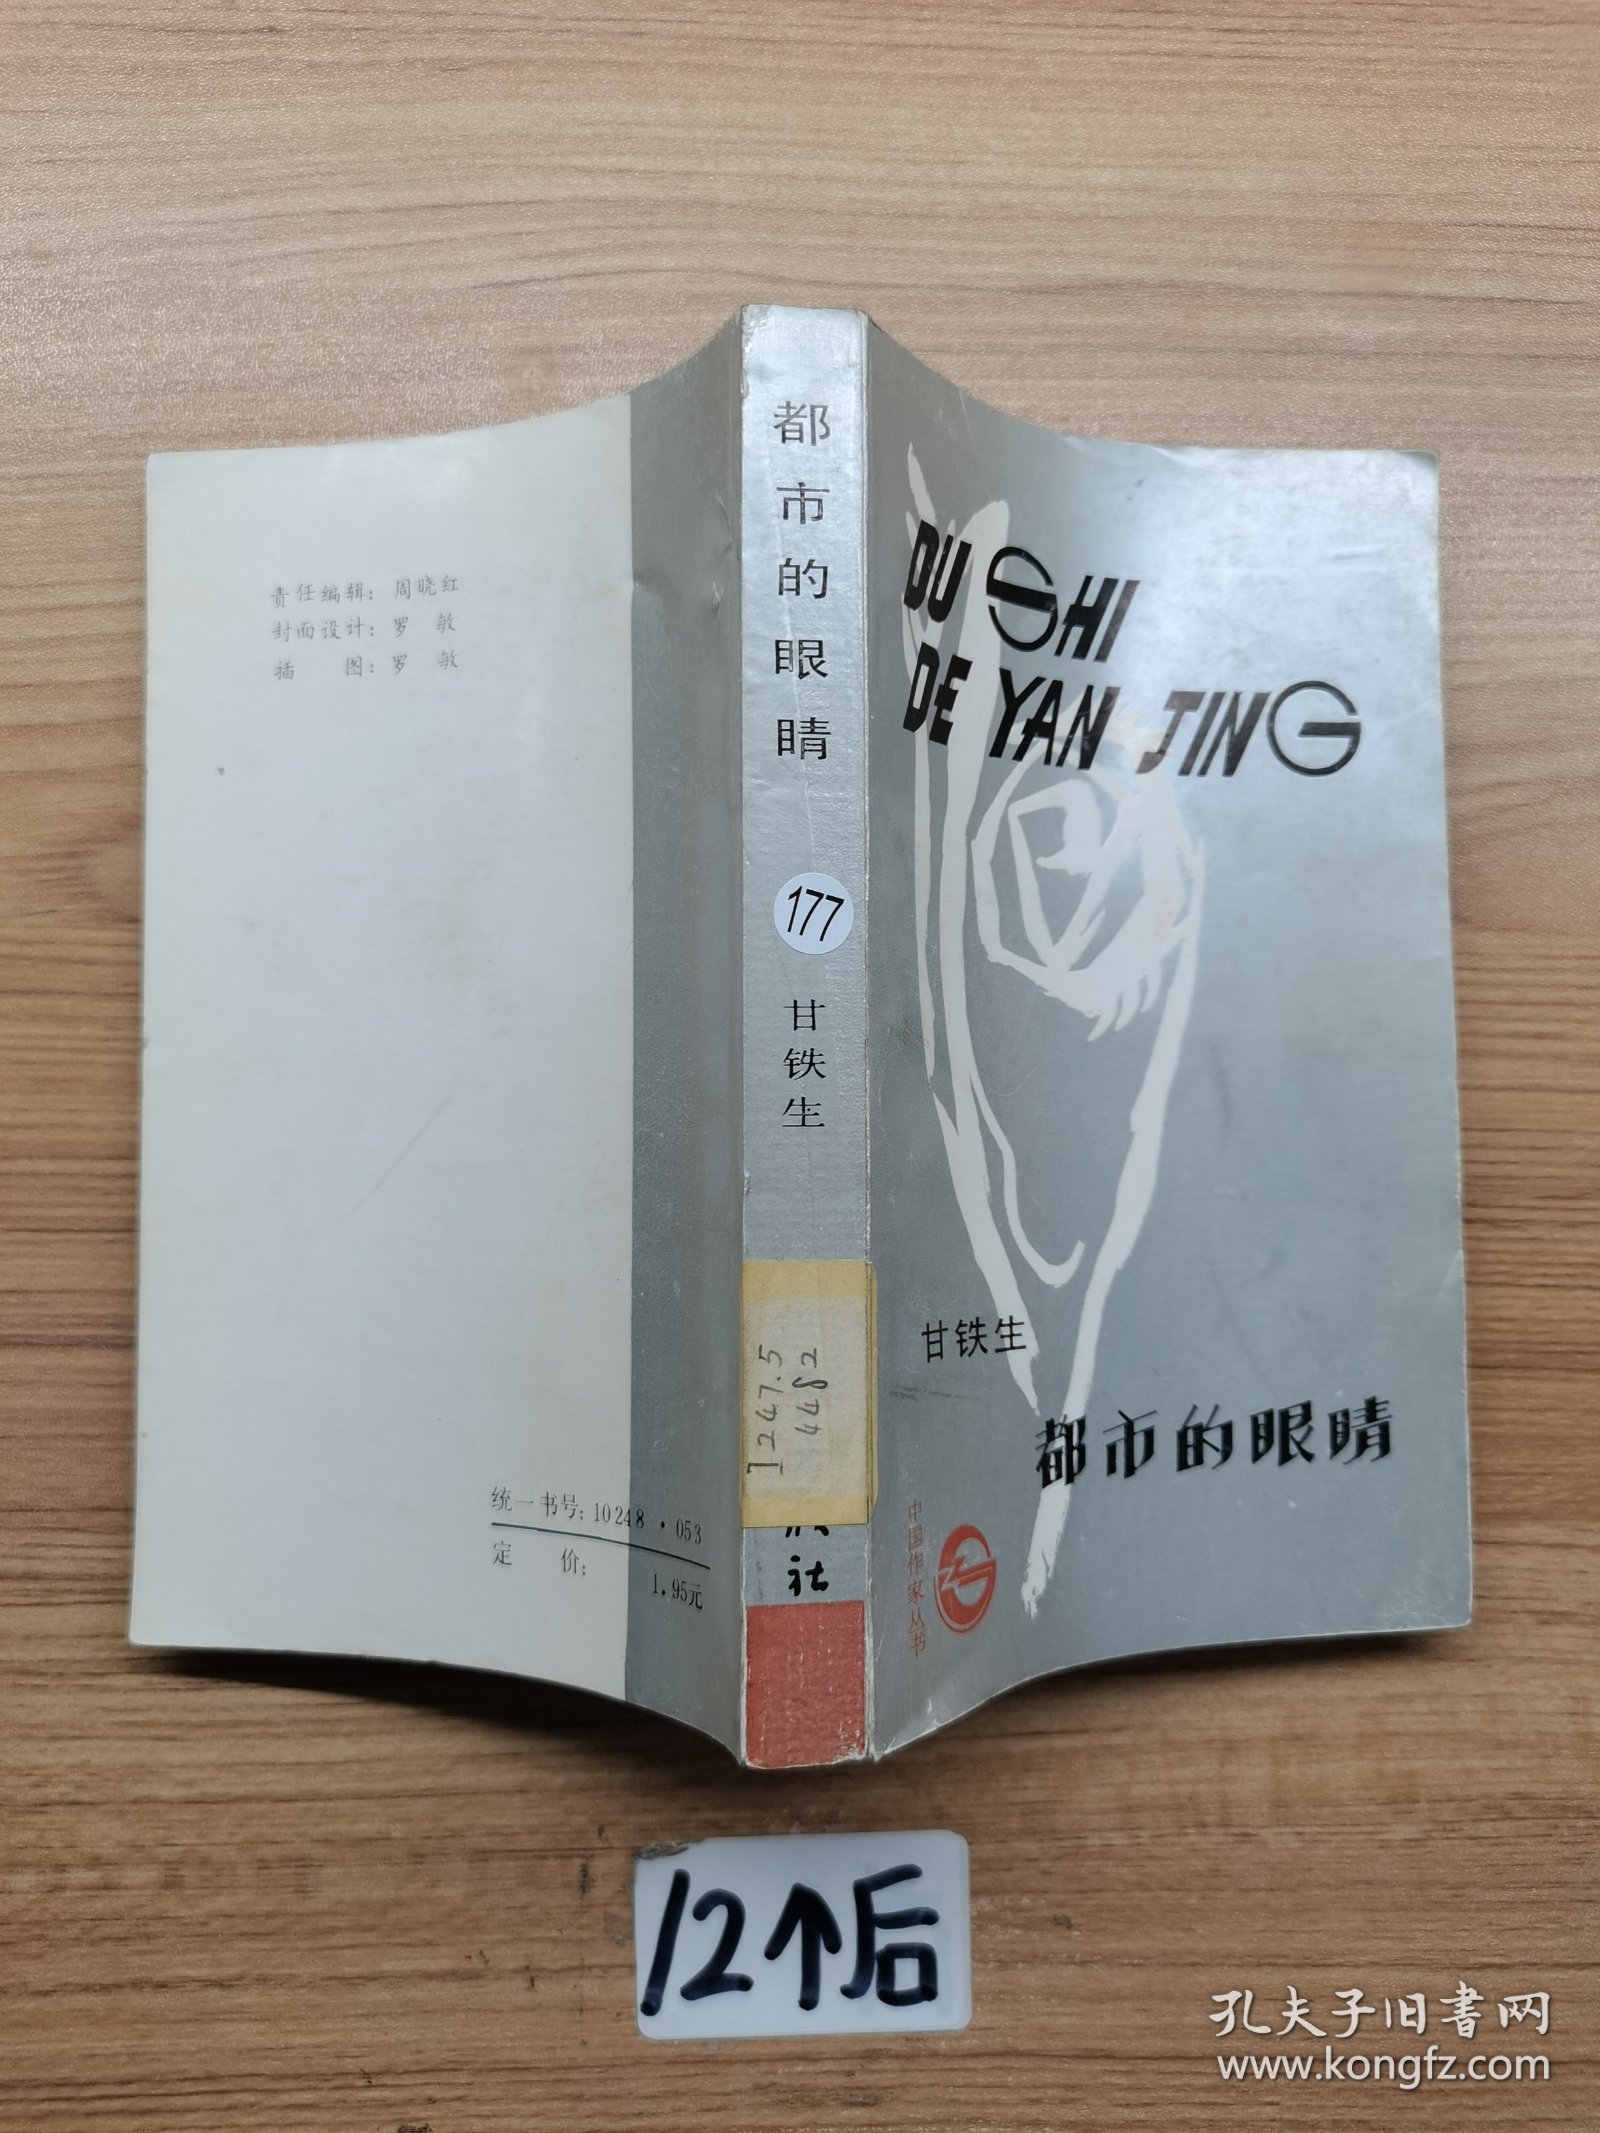 责任编辑：周晓红
封面设计：罗 敏
插 图：罗 敏
统一书号：10248·053
定 价： 1.95元
都市的眼睛
177
甘铁生
I247.5
4482
版社
DU SHI
DE YAN JING
甘铁生
都市的眼睛
中国作家丛书
12个后
孔夫子旧书网
www.kongfz.com